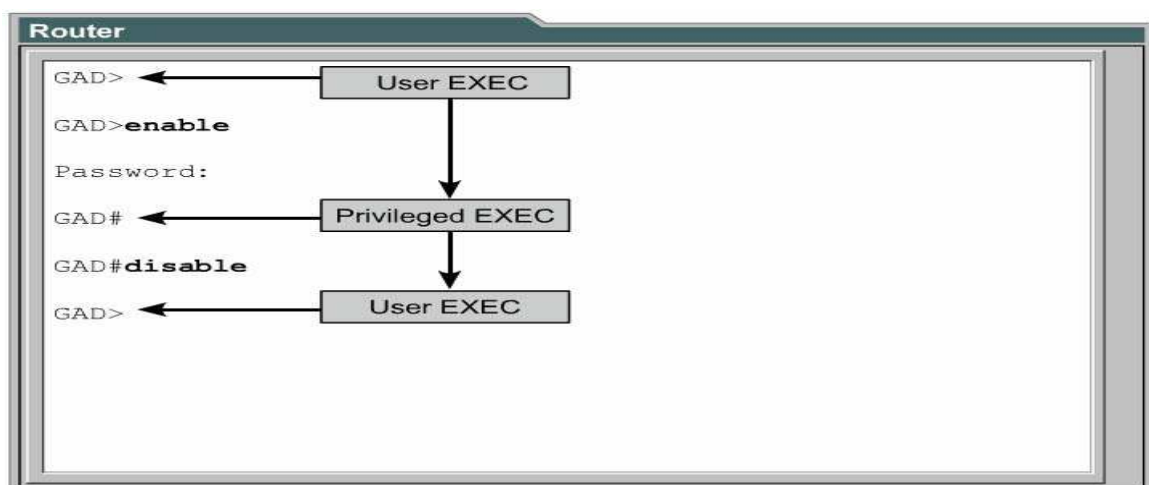 Router
GAD> User EXEC
GAD>enable
Password:
GAD# Privileged EXEC
GAD#disable
GAD> User EXEC